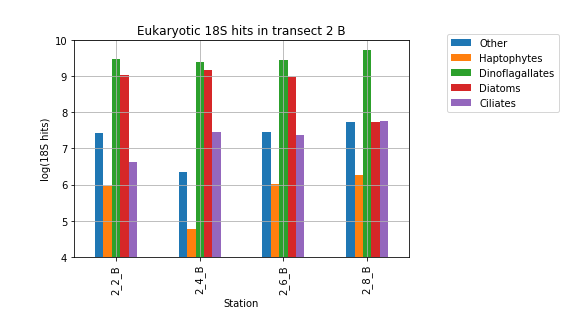 Eukaryotic 18S hits in transect 2 B
log(18S hits)
10
9
8
7
6
5
4
2_2_B
2_4_B
2_6_B
2_8_B
Station
Other
Haptophytes
Dinoflagallates
Diatoms
Ciliates